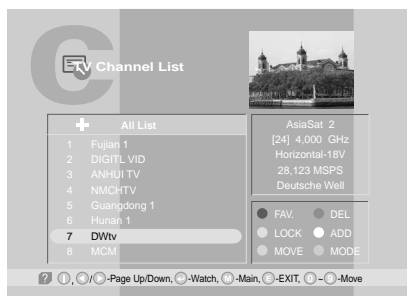 TV Channel List
All List
1 Fujian 1
2 DIGITL VID
3 ANHUI TV
4 NMCHTV
5 Guangdong 1
6 Hunan 1
7 DWtv
8 MCM
AsiaSat 2
[24] 4,000 GHz
Horizontal-18V
28,123 MSPS
Deutsche Well
FAV. DEL
LOCK ADD
MOVE MODE
? , / -Page Up/Down, -Watch, M -Main, E -EXIT, 0 ~ 9 -Move